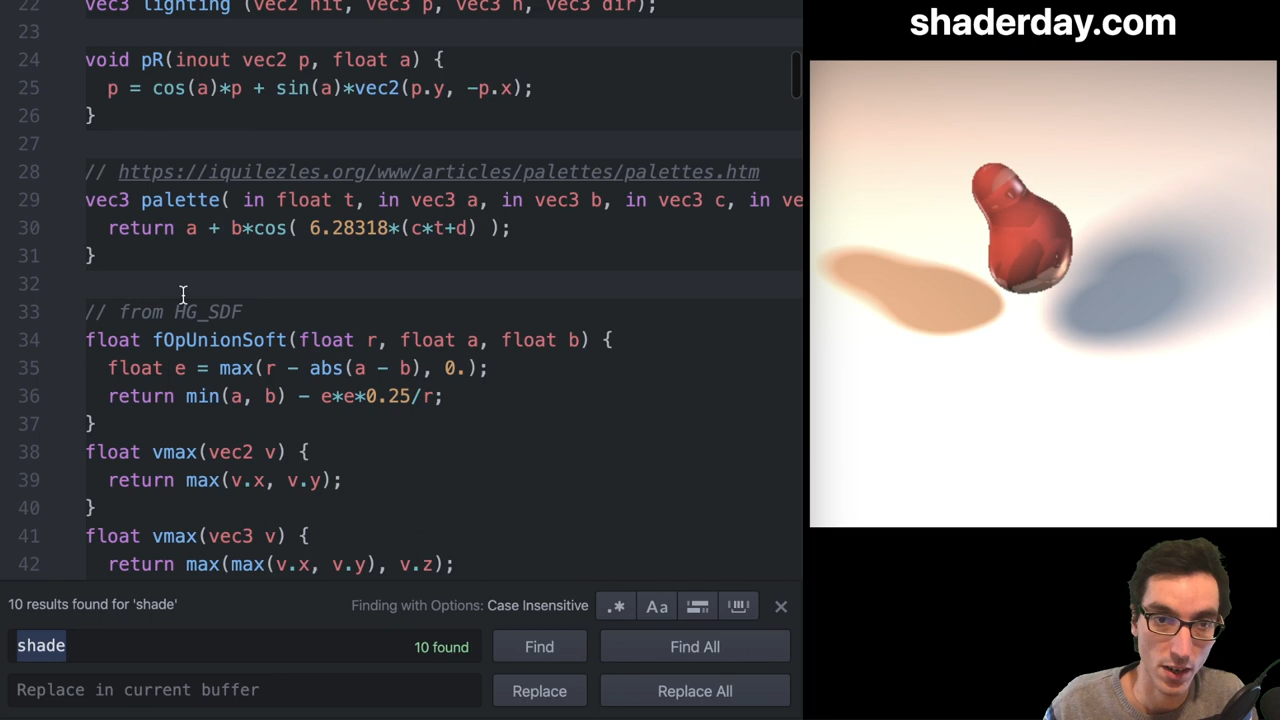 22 vec3 lighting (vec2 hit, vec3 p, vec3 n, vec3 dir);
23
24 void pR(inout vec2 p, float a) {
25 p = cos(a)*p + sin(a)*vec2(p.y, -p.x);
26 }
27
28 // https://iquilezles.org/www/articles/palettes/palettes.htm
29 vec3 palette( in float t, in vec3 a, in vec3 b, in vec3 c, in ve
30 return a + b*cos( 6.28318*(c*t+d) );
31 }
32
33 // from HG_SDF
34 float fOpUnionSoft(float r, float a, float b) {
35 float e = max(r - abs(a - b), 0.);
36 return min(a, b) - e*e*0.25/r;
37 }
38 float vmax(vec2 v) {
39 return max(v.x, v.y);
40 }
41 float vmax(vec3 v) {
42 return max(max(v.x, v.y), v.z);
10 results found for 'shade' Finding with Options: Case Insensitive .* Aa
shade 10 found Find Find All
Replace in current buffer Replace Replace All
shaderday.com